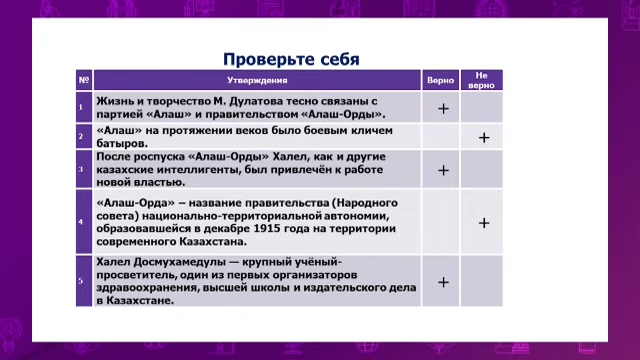 Проверьте себя
№ Утверждения Верно Не верно
1 Жизнь и творчество М. Дулатова тесно связаны с
партией «Алаш» и правительством «Алаш-Орды». +
2 «Алаш» на протяжении веков было боевым кличем
батыров. +
3 После роспуска «Алаш-Орды» Халел, как и другие
казахские интеллигенты, был привлечён к работе
новой властью. +
4 «Алаш-Орда» – название правительства (Народного
совета) национально-территориальной автономии,
образовавшейся в декабре 1915 года на территории
современного Казахстана. +
5 Халел Досмухамедулы — крупный учёный-
просветитель, один из первых организаторов
здравоохранения, высшей школы и издательского дела
в Казахстане. +